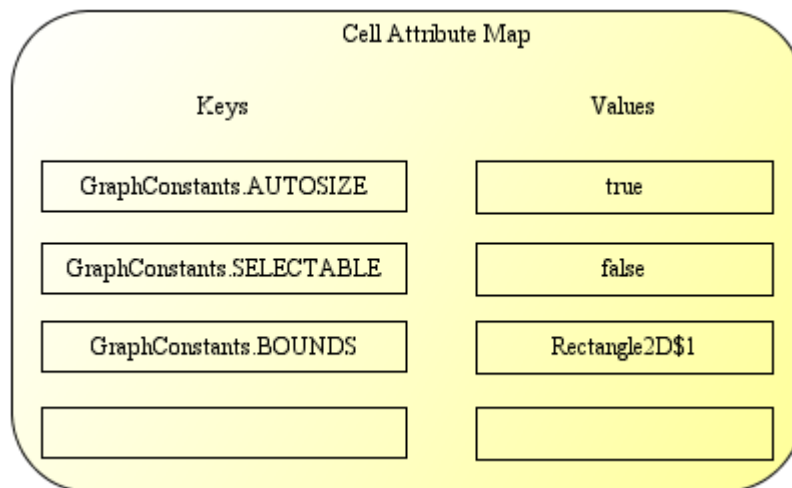 Cell Attribute Map
Keys Values
GraphConstants.AUTOSIZE true
GraphConstants.SELECTABLE false
GraphConstants.BOUNDS Rectangle2D$1